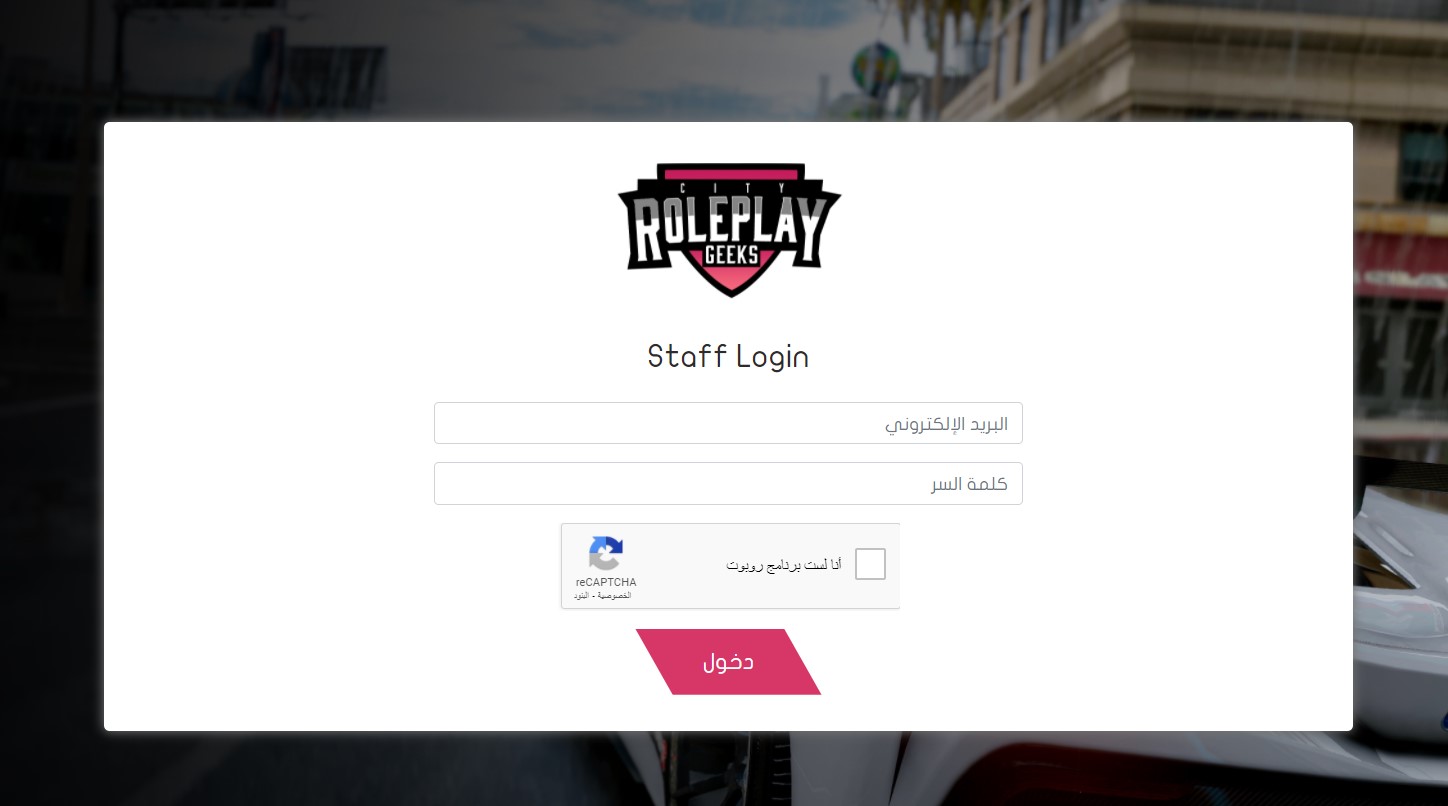 CITY
ROLEPLAY
GEEKS
Staff Login
البريد الإلكتروني
كلمة السر
أنا لست برنامج روبوت
reCAPTCHA
الخصوصية - البنود
دخول